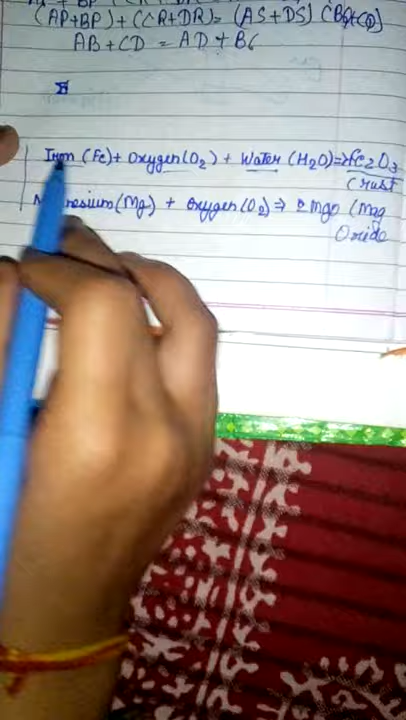 (AP+BP)+(CR+DR)= (AS+DS) (BQ+CQ)
AB+CD = AD + BC
Iron (Fe)+ Oxygen(O2) + Water (H2O)=Fe2O3
(rust
(Mg) + oxygen(O2)⇒ 2 MgO (Mag
Oxide